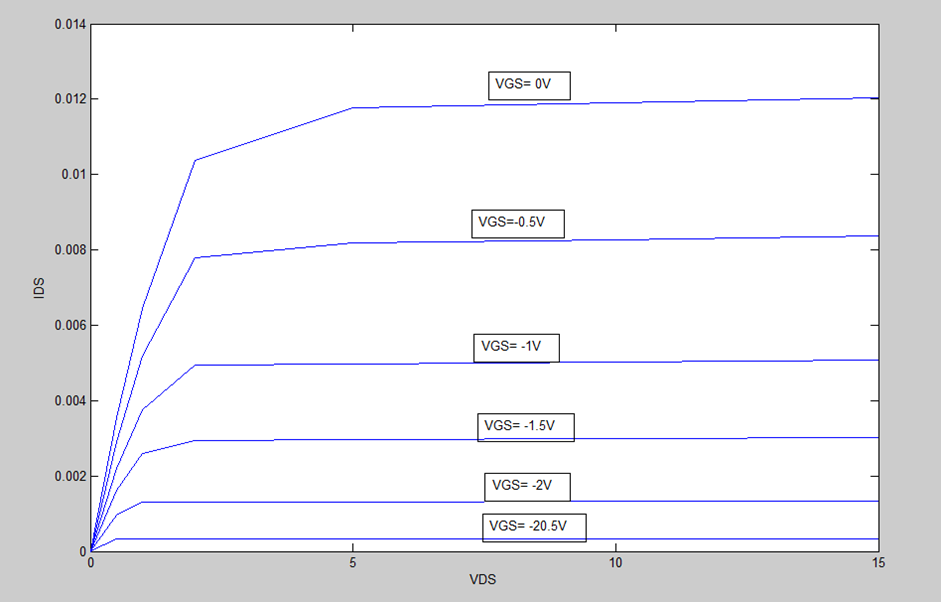 0.014
0.012
VGS= 0V
0.01
VGS=-0.5V
0.008
IDS
0.006
VGS= -1V
0.004
VGS= -1.5V
0.002
VGS= -2V
VGS= -20.5V
0
0
5
10
15
VDS